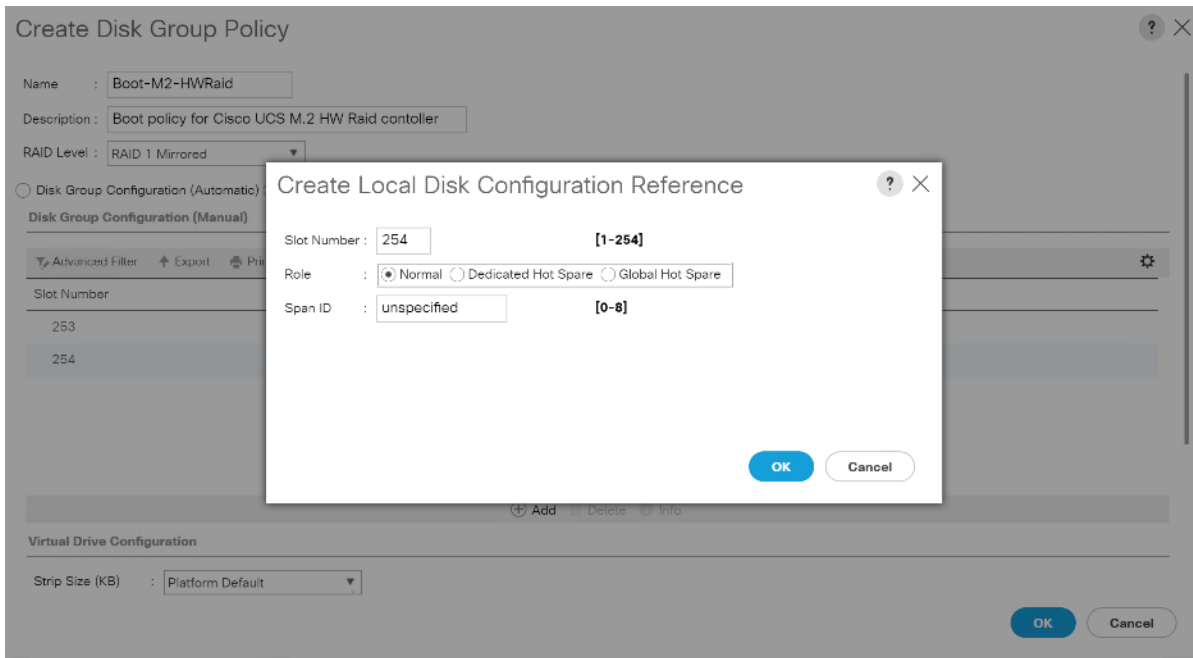 Create Disk Group Policy
?
Name : Boot-M2-HWRaid
Description : Boot policy for Cisco UCS M.2 HW Raid contoller
RAID Level : RAID 1 Mirrored
Disk Group Configuration (Automatic)
Disk Group Configuration (Manual)
Advanced Filter Export Prin
Slot Number
253
254
Create Local Disk Configuration Reference ?
Slot Number : 254 [1-254]
Role : Normal Dedicated Hot Spare Global Hot Spare
Span ID : unspecified [0-8]
OK Cancel
Add Delete Info
Virtual Drive Configuration
Strip Size (KB) : Platform Default
OK Cancel